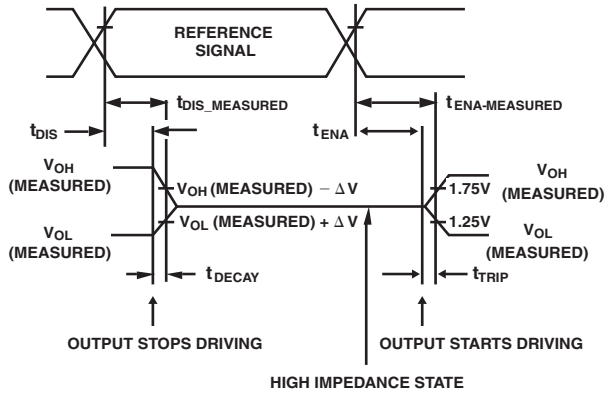 REFERENCE
SIGNAL
tDIS_MEASURED
tENA-MEASURED
tDIS
tENA
VOH
(MEASURED)
VOH (MEASURED) – ΔV
1.75V
VOH
(MEASURED)
VOL
(MEASURED)
VOL (MEASURED) + ΔV
1.25V
VOL
(MEASURED)
tDECAY
tTRIP
OUTPUT STOPS DRIVING
OUTPUT STARTS DRIVING
HIGH IMPEDANCE STATE